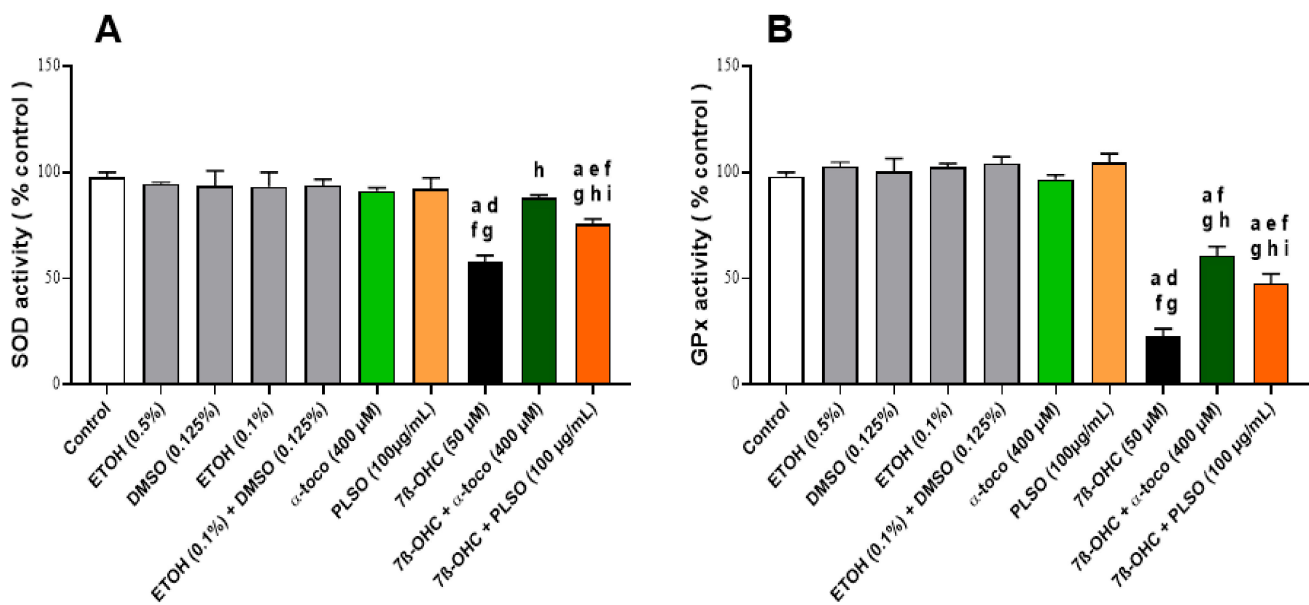 A
SOD activity ( % control )
150
100
50
0
h
a e f
g h i
a d
f g
Control
ETOH (0.5%)
DMSO (0.125%)
ETOH (0.1%)
ETOH (0.1%) + DMSO (0.125%)
α-toco (400 µM)
PLSO (100µg/mL)
7ß-OHC (50 µM)
7ß-OHC + α-toco (400 µM)
7ß-OHC + PLSO (100 µg/mL)
B
GPx activity ( % control )
150
100
50
0
a f
g h
a e f
g h i
a d
f g
Control
ETOH (0.5%)
DMSO (0.125%)
ETOH (0.1%)
ETOH (0.1%) + DMSO (0.125%)
α-toco (400 µM)
PLSO (100µg/mL)
7ß-OHC (50 µM)
7ß-OHC + α-toco (400 µM)
7ß-OHC + PLSO (100 µg/mL)